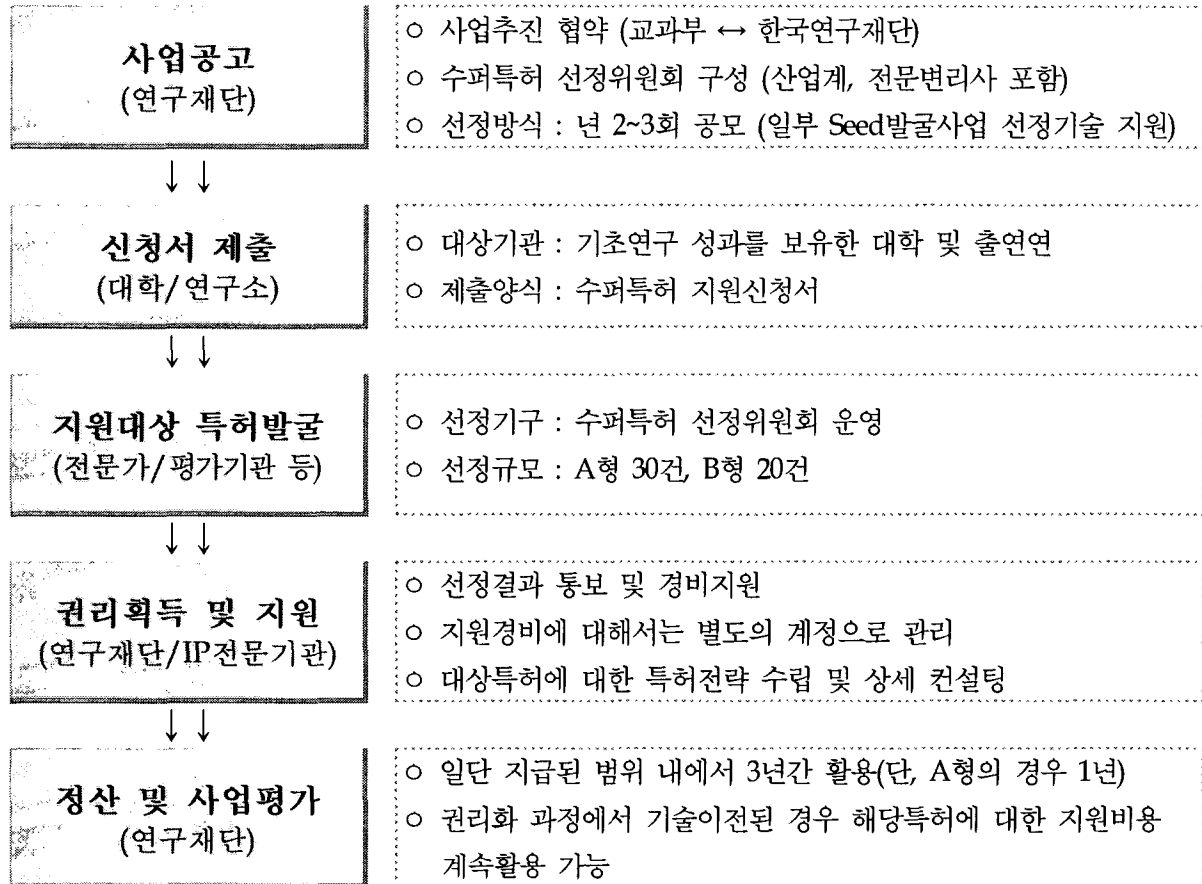 사업공고
(연구재단)
○ 사업추진 협약 (교과부 ↔ 한국연구재단)
○ 수퍼특허 선정위원회 구성 (산업계, 전문변리사 포함)
○ 선정방식 : 년 2~3회 공모 (일부 Seed발굴사업 선정기술 지원)
↓ ↓
신청서 제출
(대학/연구소)
○ 대상기관 : 기초연구 성과를 보유한 대학 및 출연연
○ 제출양식 : 수퍼특허 지원신청서
↓ ↓
지원대상 특허발굴
(전문가/평가기관 등)
○ 선정기구 : 수퍼특허 선정위원회 운영
○ 선정규모 : A형 30건, B형 20건
↓ ↓
권리획득 및 지원
(연구재단/IP전문기관)
○ 선정결과 통보 및 경비지원
○ 지원경비에 대해서는 별도의 계정으로 관리
○ 대상특허에 대한 특허전략 수립 및 상세 컨설팅
↓ ↓
정산 및 사업평가
(연구재단)
○ 일단 지급된 범위 내에서 3년간 활용(단, A형의 경우 1년)
○ 권리화 과정에서 기술이전된 경우 해당특허에 대한 지원비용
계속활용 가능